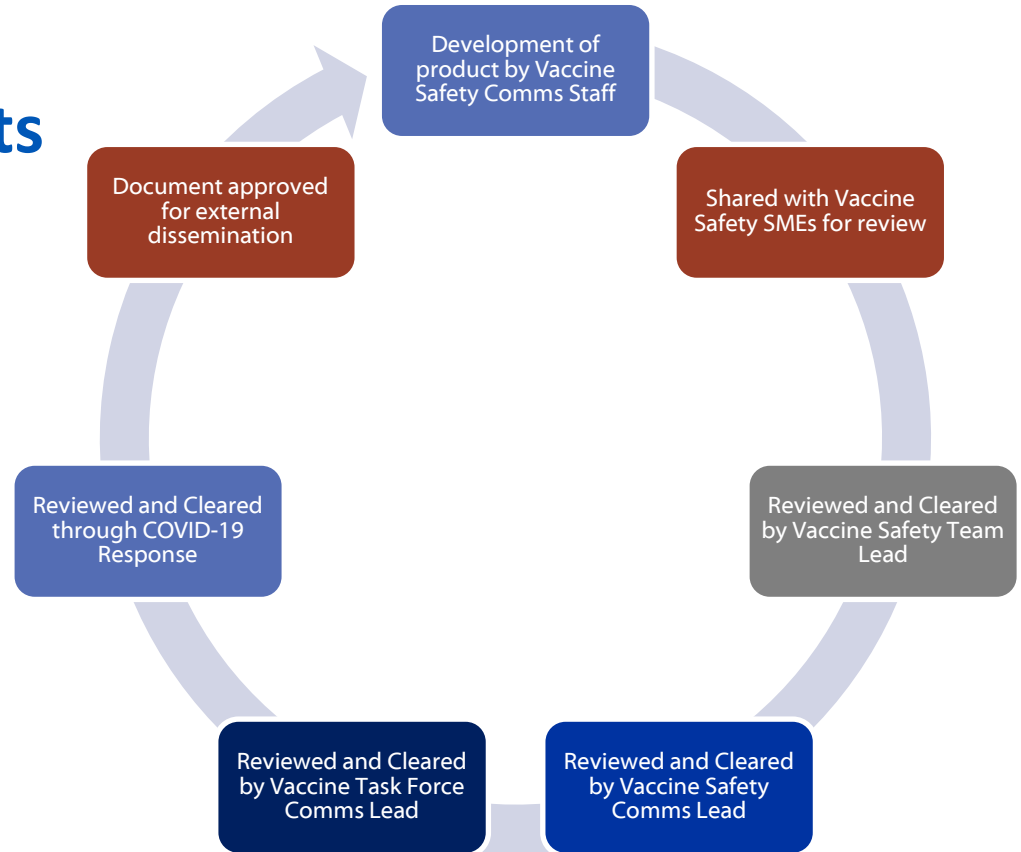 ts
Development of
product by Vaccine
Safety Comms Staff
Shared with Vaccine
Safety SMEs for review
Reviewed and Cleared
by Vaccine Safety Team
Lead
Reviewed and Cleared
by Vaccine Safety
Comms Lead
Reviewed and Cleared
by Vaccine Task Force
Comms Lead
Reviewed and Cleared
through COVID-19
Response
Document approved
for external
dissemination